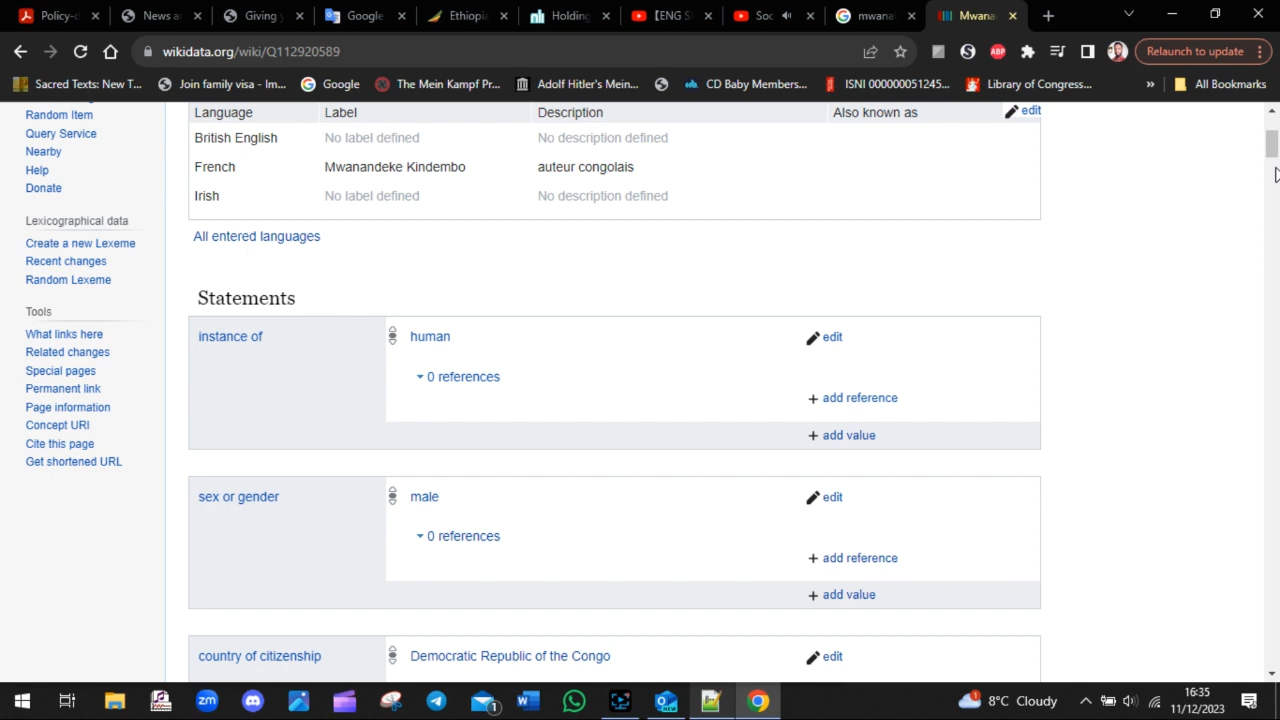 Policy-d
News a
Giving y
Google
Ethiopia
Holding
【ENG S
Soc
mwana
Mwana
wikidata.org/wiki/Q112920589
ABP
Relaunch to update
Sacred Texts: New T...
Join family visa - Im...
Google
The Mein Kampf Pr...
Adolf Hitler's Mein...
CD Baby Members...
ISNI 000000051245...
Library of Congress...
»
All Bookmarks
Random Item
Query Service
Nearby
Help
Donate
Lexicographical data
Create a new Lexeme
Recent changes
Random Lexeme
Tools
What links here
Related changes
Special pages
Permanent link
Page information
Concept URI
Cite this page
Get shortened URL
Language Label Description Also known as edit
British English No label defined No description defined
French Mwanandeke Kindembo auteur congolais
Irish No label defined No description defined
All entered languages
Statements
instance of human edit
0 references
+ add reference
+ add value
sex or gender male edit
0 references
+ add reference
+ add value
country of citizenship Democratic Republic of the Congo edit
zm
1
W
NEW
1
8°C Cloudy
16:35
11/12/2023